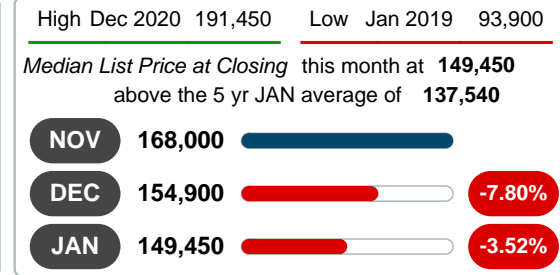 High Dec 2020 191,450 Low Jan 2019 93,900
Median List Price at Closing this month at 149,450
above the 5 yr JAN average of 137,540
NOV 168,000
DEC 154,900 -7.80%
JAN 149,450 -3.52%